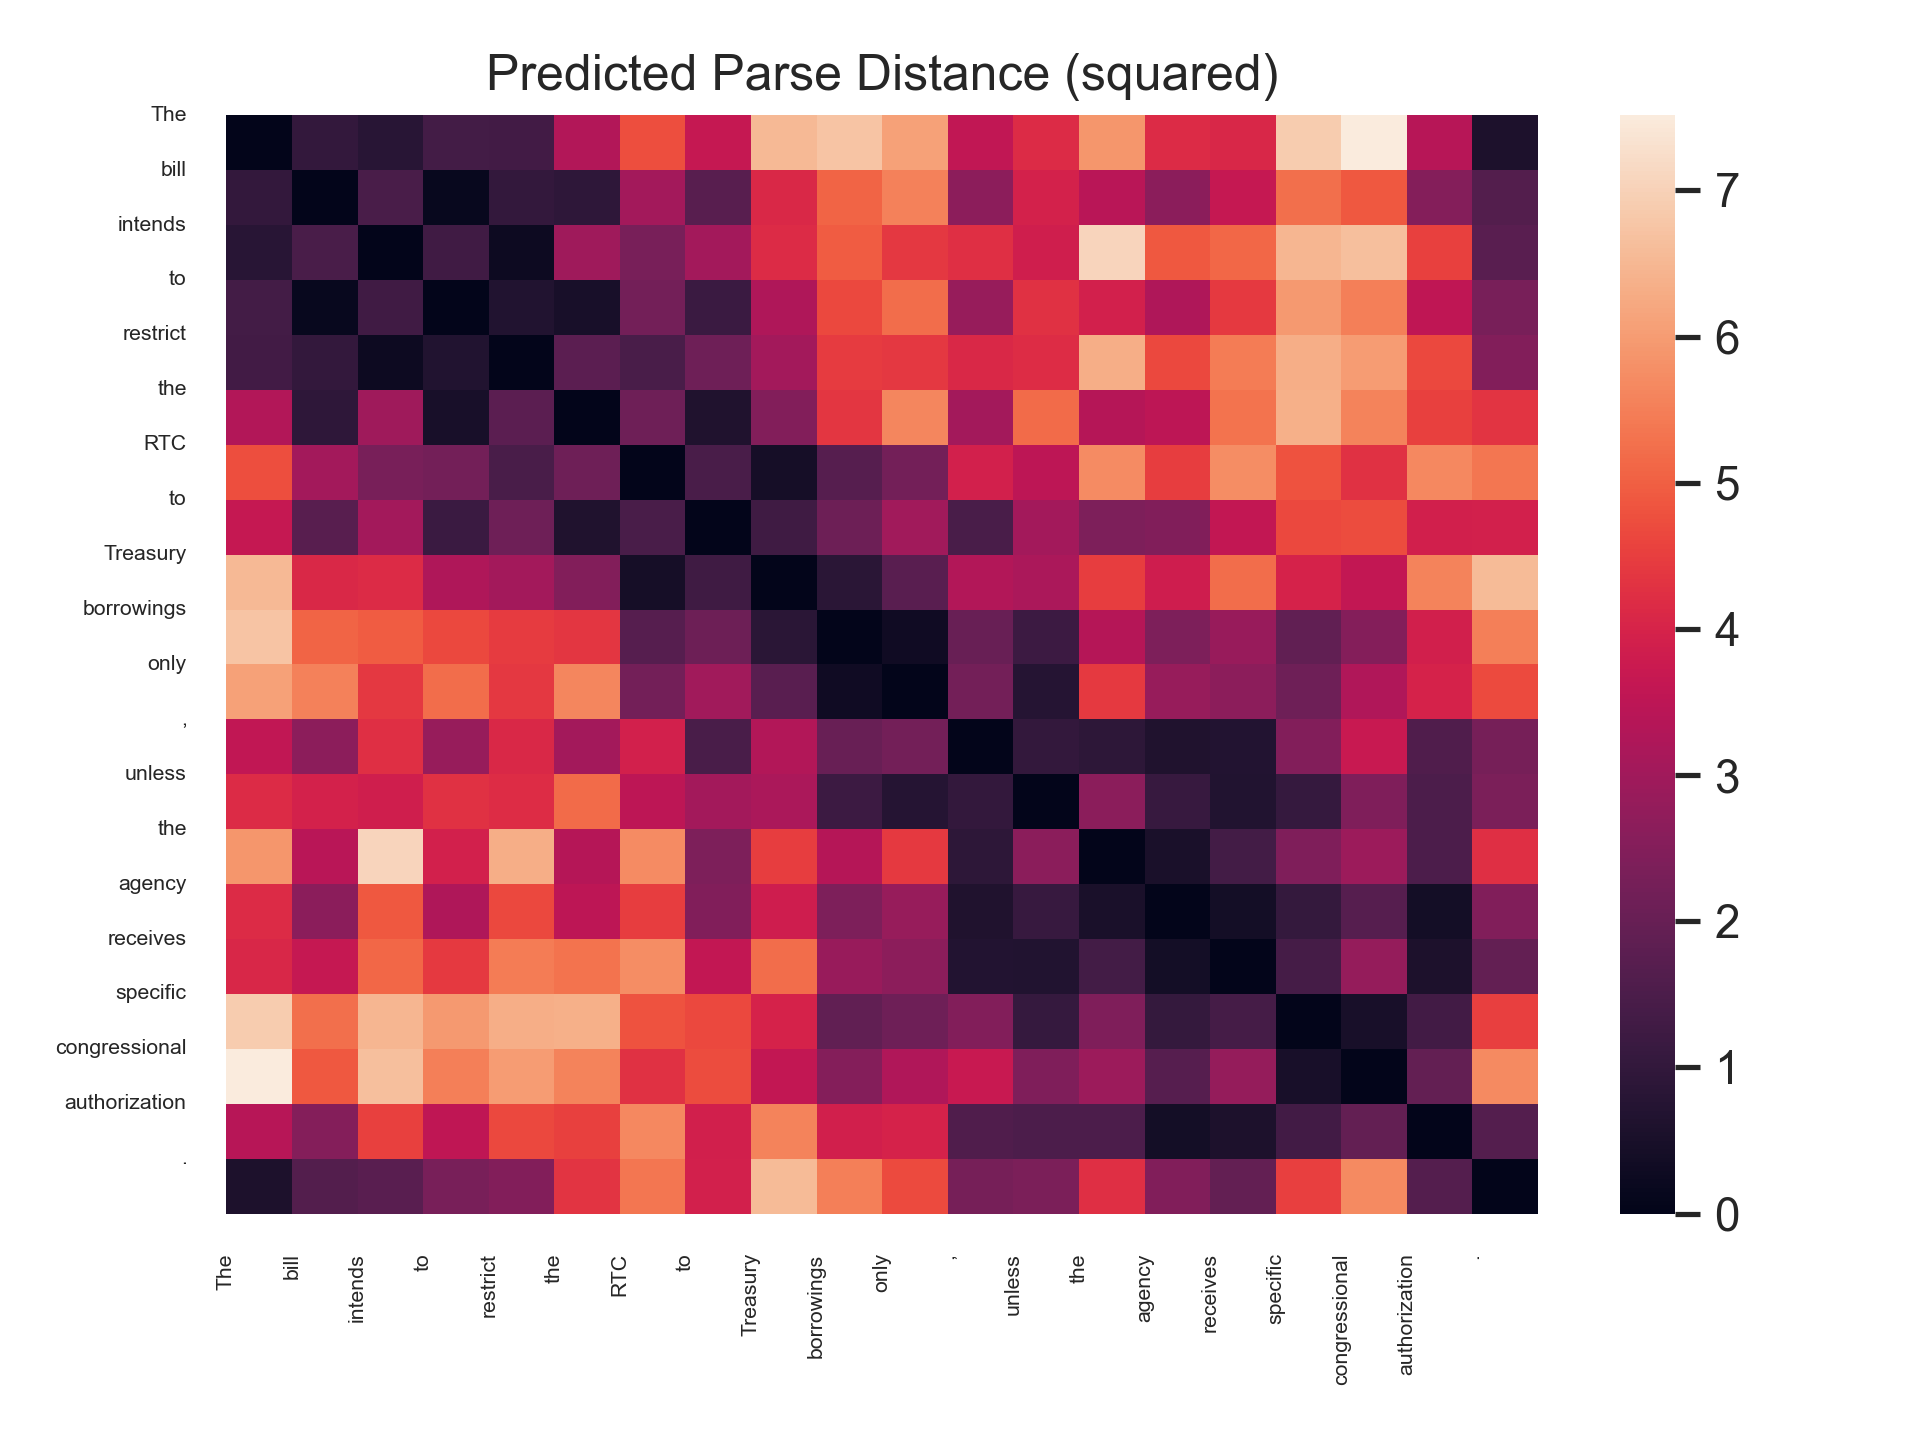 Predicted Parse Distance (squared)
The
bill
intends
to
restrict
the
RTC
to
Treasury
borrowings
only
,
unless
the
agency
receives
specific
congressional
authorization
.
7
6
5
4
3
2
1
0
The
bill
intends
to
restrict
the
RTC
to
Treasury
borrowings
only
,
unless
the
agency
receives
specific
congressional
authorization
.